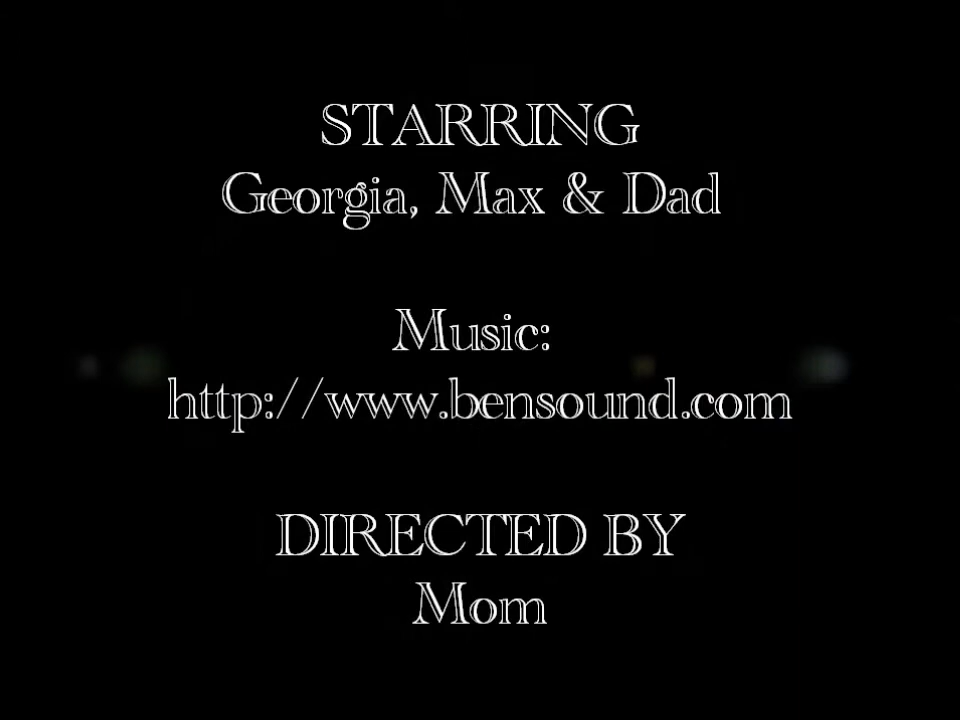 STARRING
Georgia, Max & Dad
Music:
http://www.bensound.com
DIRECTED BY
Mom